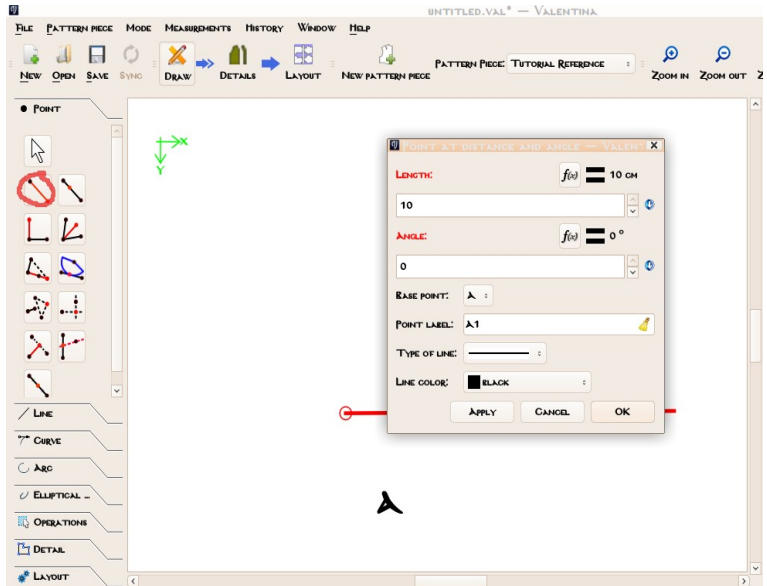 untitled.val* — Valentina
File Pattern piece Mode Measurements History Window Help
New Open Save Sync Draw Details Layout New pattern piece Pattern Piece: Tutorial Reference Zoom in Zoom out Z
Point
X
Y
Point at distance and angle — Valen
Length: f(x) 10 cm
10
Angle: f(x) 0 °
0
Base point: A
Point label: A1
Type of line:
Line color: Black
Apply Cancel OK
Line
Curve
Arc
Elliptical ...
A
Operations
Detail
Layout